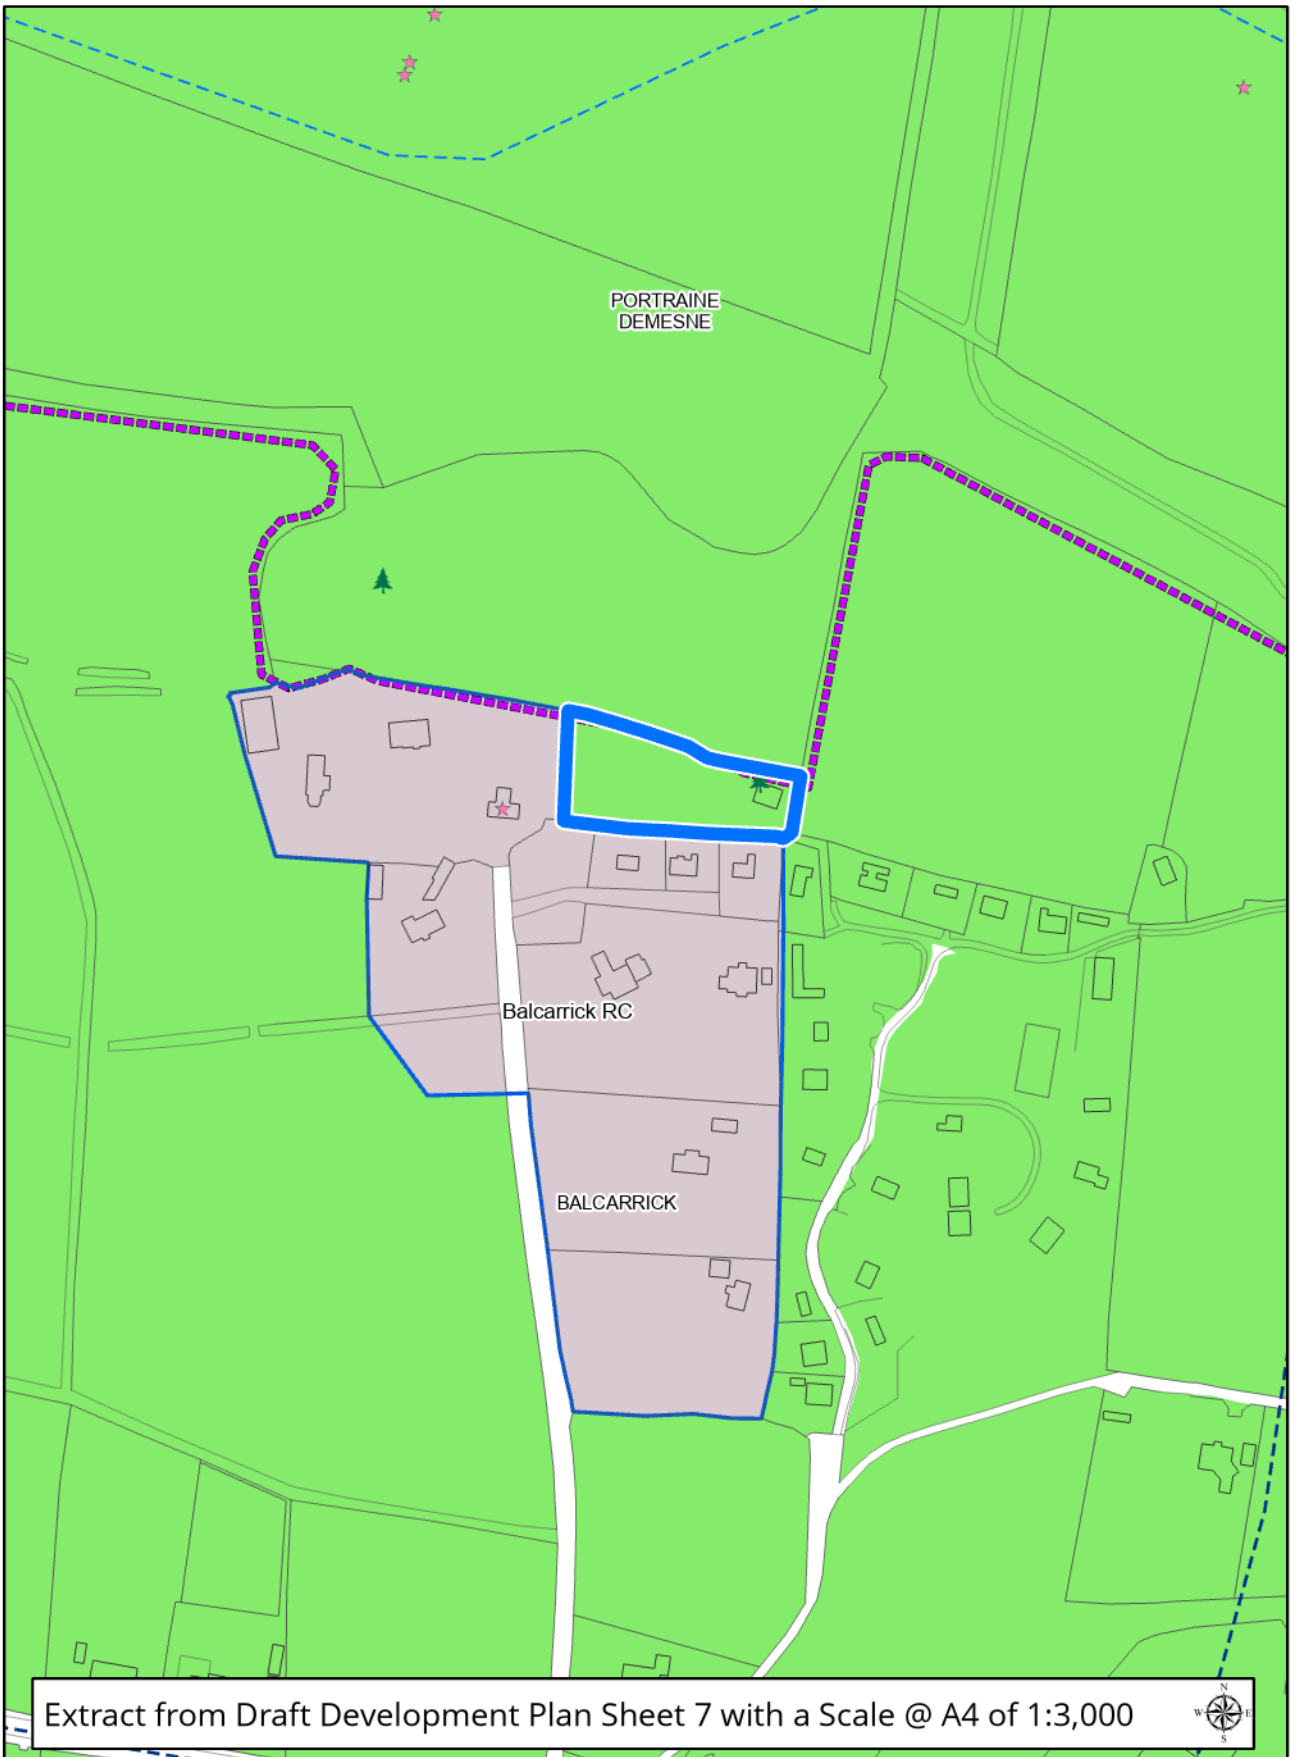 PORTRAINE
DEMESNE
Balcarrick RC
BALCARRICK
Extract from Draft Development Plan Sheet 7 with a Scale @ A4 of 1:3,000
N
W E
S